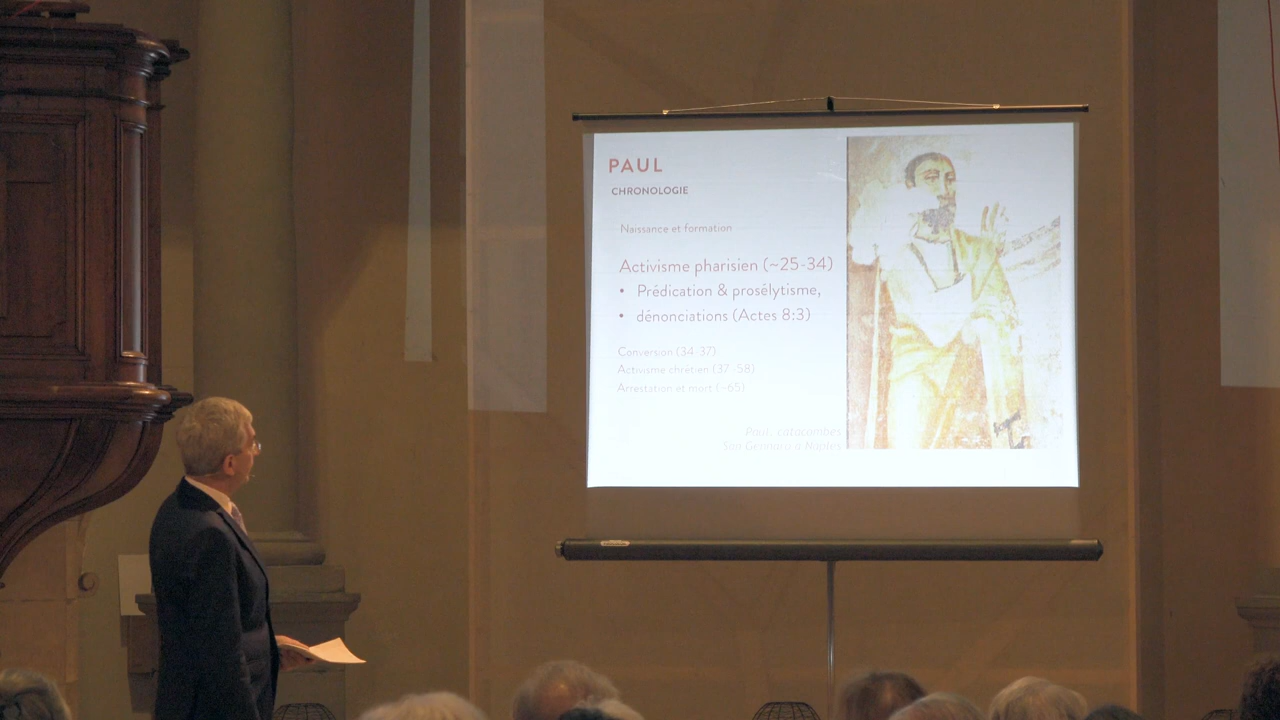 PAUL
CHRONOLOGIE
Naissance et formation
Activisme pharisien (~25-34)
• Prédication & prosélytisme,
• dénonciations (Actes 8:3)
Conversion (34-37)
Activisme chrétien (37-58)
Arrestation et mort (~65)
Paul, catacombes
San Gennaro à Naples